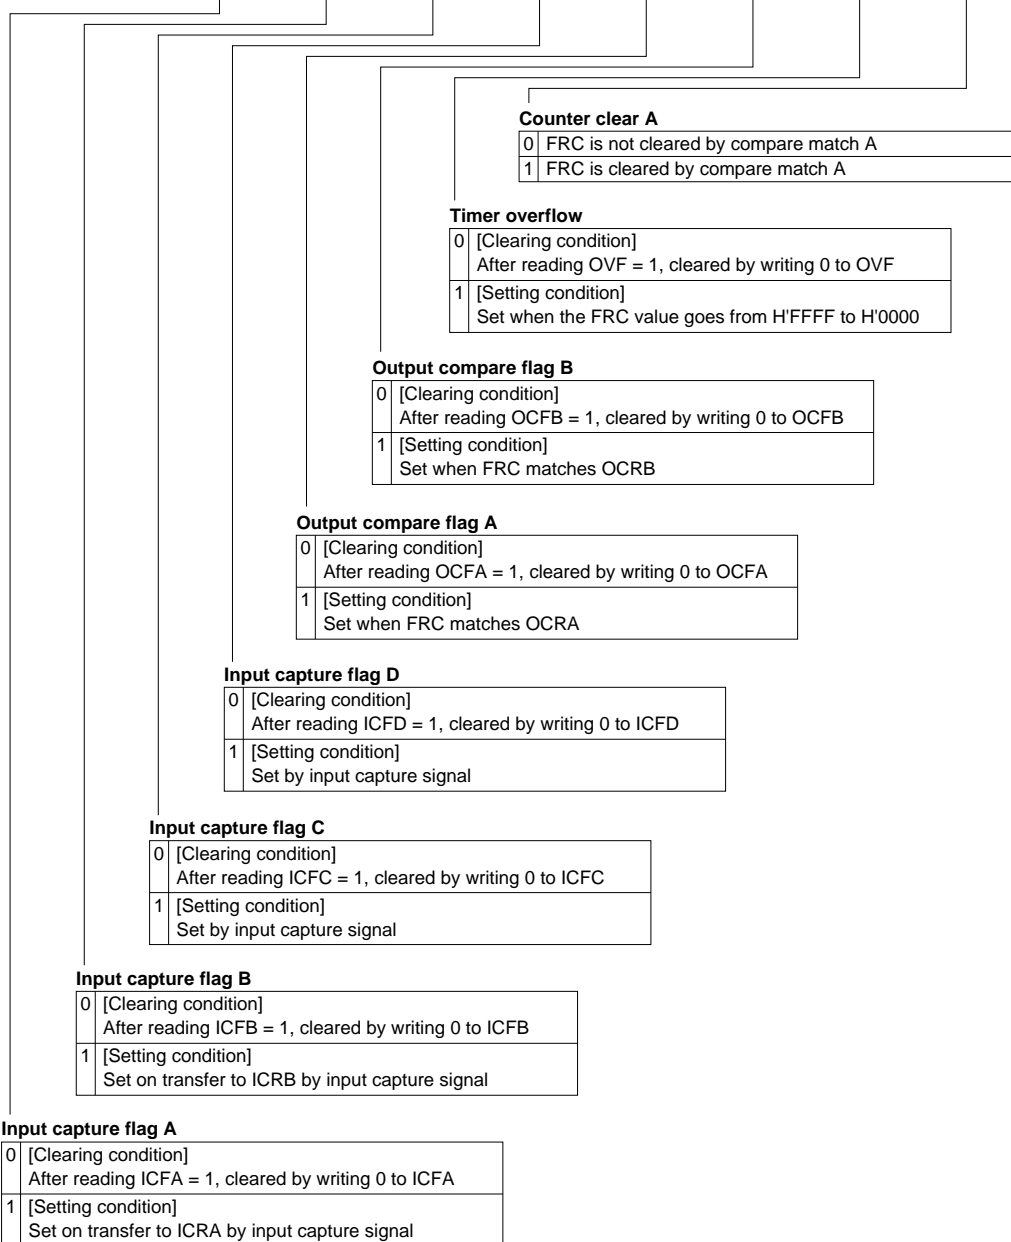 Counter clear A
0 FRC is not cleared by compare match A
1 FRC is cleared by compare match A
Timer overflow
0 [Clearing condition]
After reading OVF = 1, cleared by writing 0 to OVF
1 [Setting condition]
Set when the FRC value goes from H'FFFF to H'0000
Output compare flag B
0 [Clearing condition]
After reading OCFB = 1, cleared by writing 0 to OCFB
1 [Setting condition]
Set when FRC matches OCRB
Output compare flag A
0 [Clearing condition]
After reading OCFA = 1, cleared by writing 0 to OCFA
1 [Setting condition]
Set when FRC matches OCRA
Input capture flag D
0 [Clearing condition]
After reading ICFD = 1, cleared by writing 0 to ICFD
1 [Setting condition]
Set by input capture signal
Input capture flag C
0 [Clearing condition]
After reading ICFC = 1, cleared by writing 0 to ICFC
1 [Setting condition]
Set by input capture signal
Input capture flag B
0 [Clearing condition]
After reading ICFB = 1, cleared by writing 0 to ICFB
1 [Setting condition]
Set on transfer to ICRB by input capture signal
Input capture flag A
0 [Clearing condition]
After reading ICFA = 1, cleared by writing 0 to ICFA
1 [Setting condition]
Set on transfer to ICRA by input capture signal